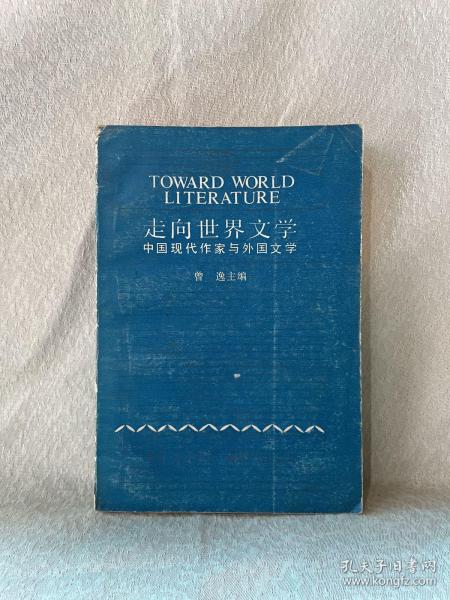 TOWARD WORLD
LITERATURE
走向世界文学
中国现代作家与外国文学
曾 逸主编
孔夫子旧书网
www.kongfz.com